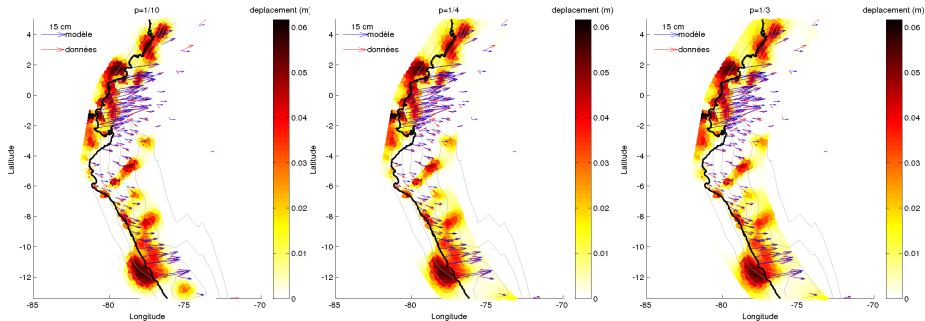 p=1/10
deplacement (m)
15 cm
modèle
données
4
2
0
-2
-4
-6
-8
-10
-12
Latitude
-85
-80
-75
-70
Longitude
0.06
0.05
0.04
0.03
0.02
0.01
0
p=1/4
deplacement (m)
15 cm
modèle
données
4
2
0
-2
-4
-6
-8
-10
-12
Latitude
-85
-80
-75
-70
Longitude
0.06
0.05
0.04
0.03
0.02
0.01
0
p=1/3
deplacement (m)
15 cm
modèle
données
4
2
0
-2
-4
-6
-8
-10
-12
Latitude
-85
-80
-75
-70
Longitude
0.06
0.05
0.04
0.03
0.02
0.01
0